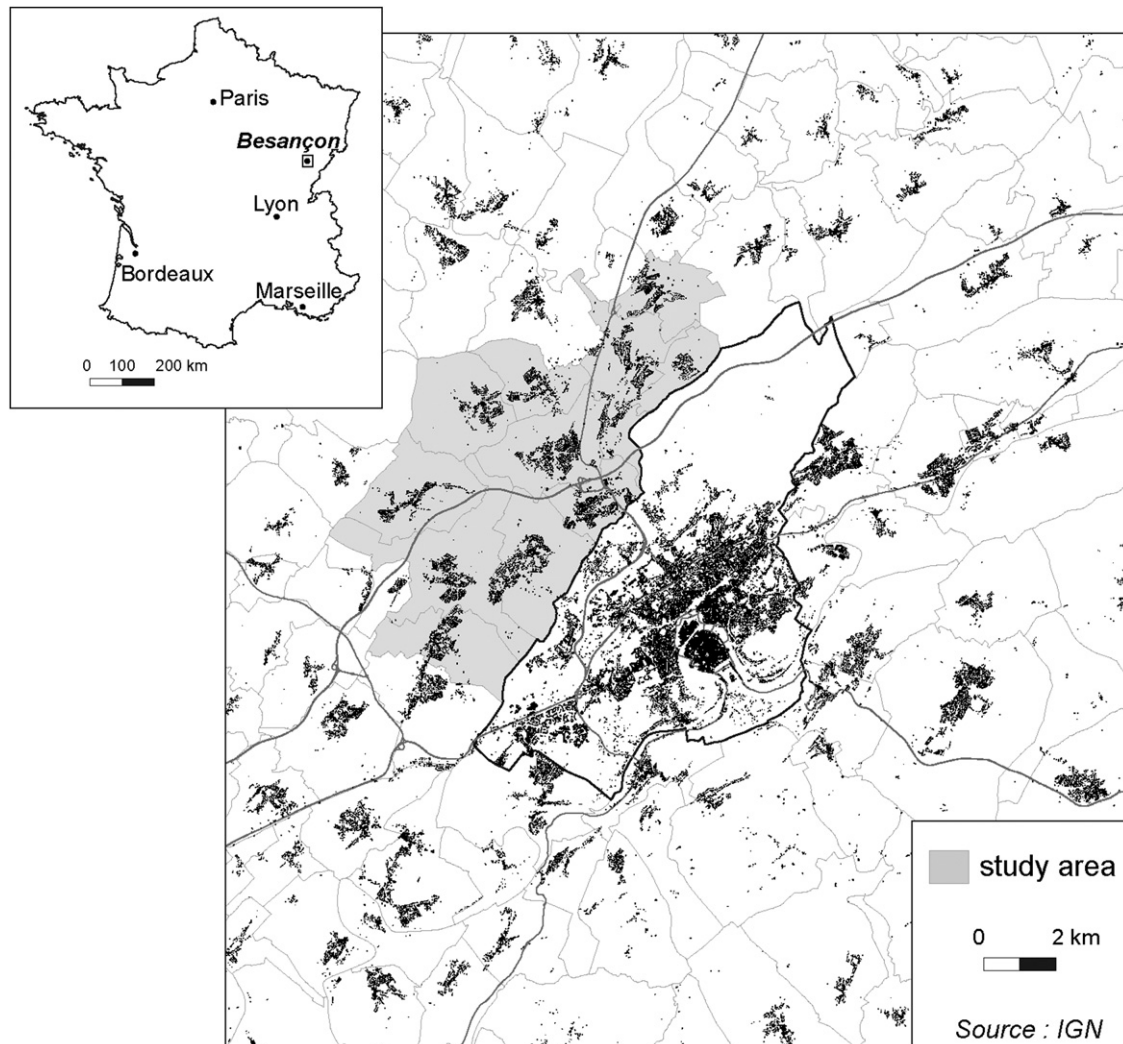 Paris
Besançon
Lyon
Bordeaux
Marseille
0 100 200 km
study area
0 2 km
Source : IGN